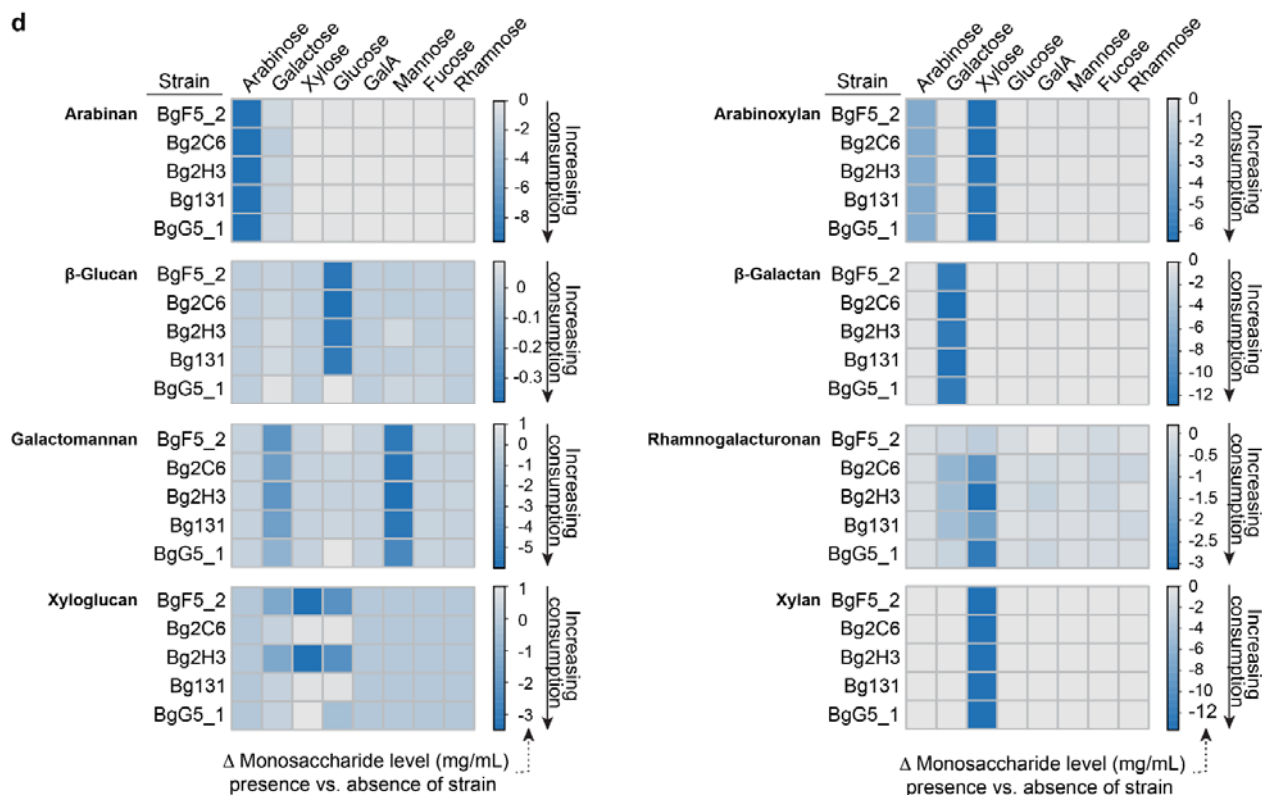 d
Strain
Arabinose
Galactose
Xylose
Glucose
GalA
Mannose
Fucose
Rhamnose
Arabinan
BgF5_2
Bg2C6
Bg2H3
Bg131
BgG5_1
0
-2
-4
-6
-8
Increasing
consumption
β-Glucan
BgF5_2
Bg2C6
Bg2H3
Bg131
BgG5_1
0
-0.1
-0.2
-0.3
Increasing
consumption
Galactomannan
BgF5_2
Bg2C6
Bg2H3
Bg131
BgG5_1
1
0
-1
-2
-3
-4
-5
Increasing
consumption
Xyloglucan
BgF5_2
Bg2C6
Bg2H3
Bg131
BgG5_1
1
0
-1
-2
-3
Increasing
consumption
Δ Monosaccharide level (mg/mL)
presence vs. absence of strain
Strain
Arabinose
Galactose
Xylose
Glucose
GalA
Mannose
Fucose
Rhamnose
Arabinoxylan
BgF5_2
Bg2C6
Bg2H3
Bg131
BgG5_1
0
-1
-2
-3
-4
-5
-6
Increasing
consumption
β-Galactan
BgF5_2
Bg2C6
Bg2H3
Bg131
BgG5_1
0
-2
-4
-6
-8
-10
-12
Increasing
consumption
Rhamnogalacturonan
BgF5_2
Bg2C6
Bg2H3
Bg131
BgG5_1
0
-0.5
-1
-1.5
-2
-2.5
-3.1
Increasing
consumption
Xylan
BgF5_2
Bg2C6
Bg2H3
Bg131
BgG5_1
0
-2
-4
-6
-8
-10
-12
Increasing
consumption
Δ Monosaccharide level (mg/mL)
presence vs. absence of strain